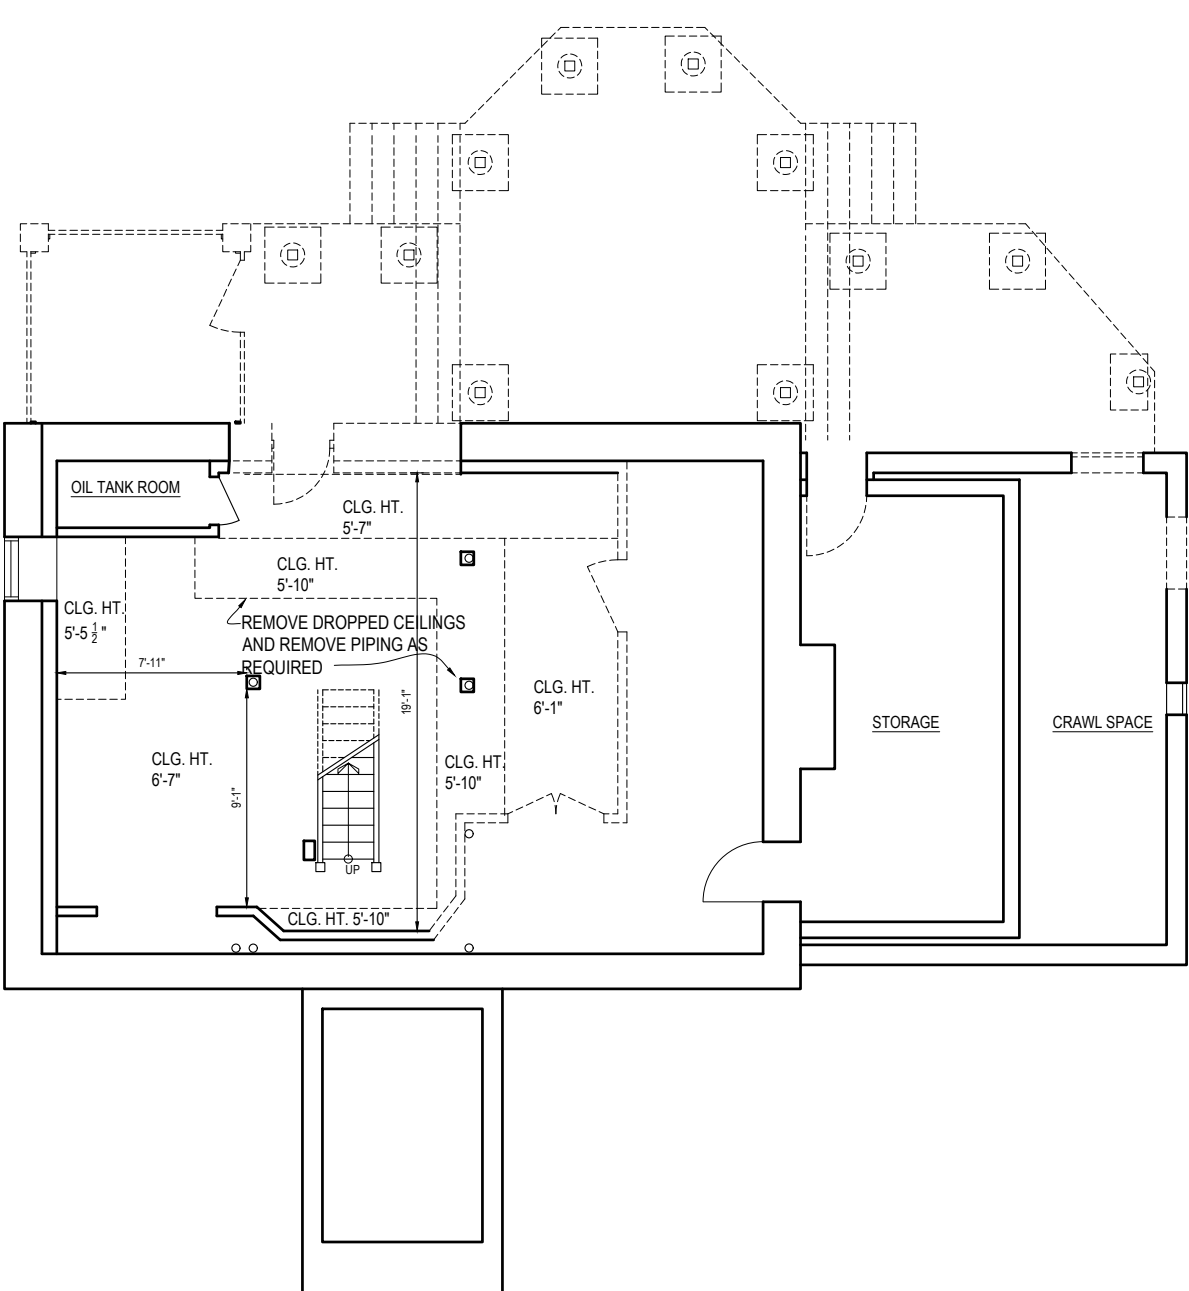 OIL TANK ROOM
CLG. HT.
5'-7"
CLG. HT.
5'-10"
CLG. HT.
5'-5 1/2"
REMOVE DROPPED CEILINGS
AND REMOVE PIPING AS
REQUIRED
7'-11"
CLG. HT.
6'-1"
19'-1"
STORAGE
CRAWL SPACE
CLG. HT.
6'-7"
CLG. HT.
5'-10"
9'-1"
UP
CLG. HT. 5'-10"